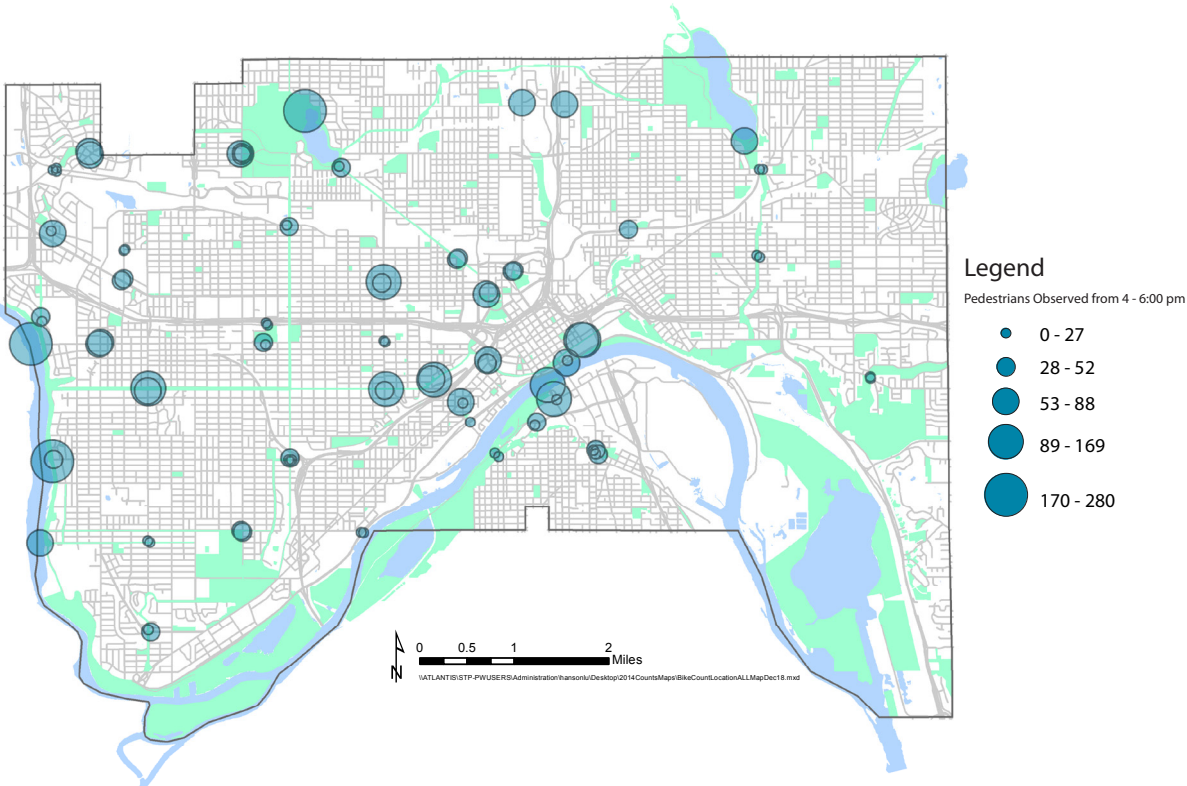 Legend
Pedestrians Observed from 4 - 6:00 pm
0 - 27
28 - 52
53 - 88
89 - 169
170 - 280
N
0 0.5 1 2
Miles
\\ATLANTIS\STP-PWUSERS\Administration\hansonlu\Desktop\2014CountsMaps\BikeCountLocationALLMapDec18.mxd